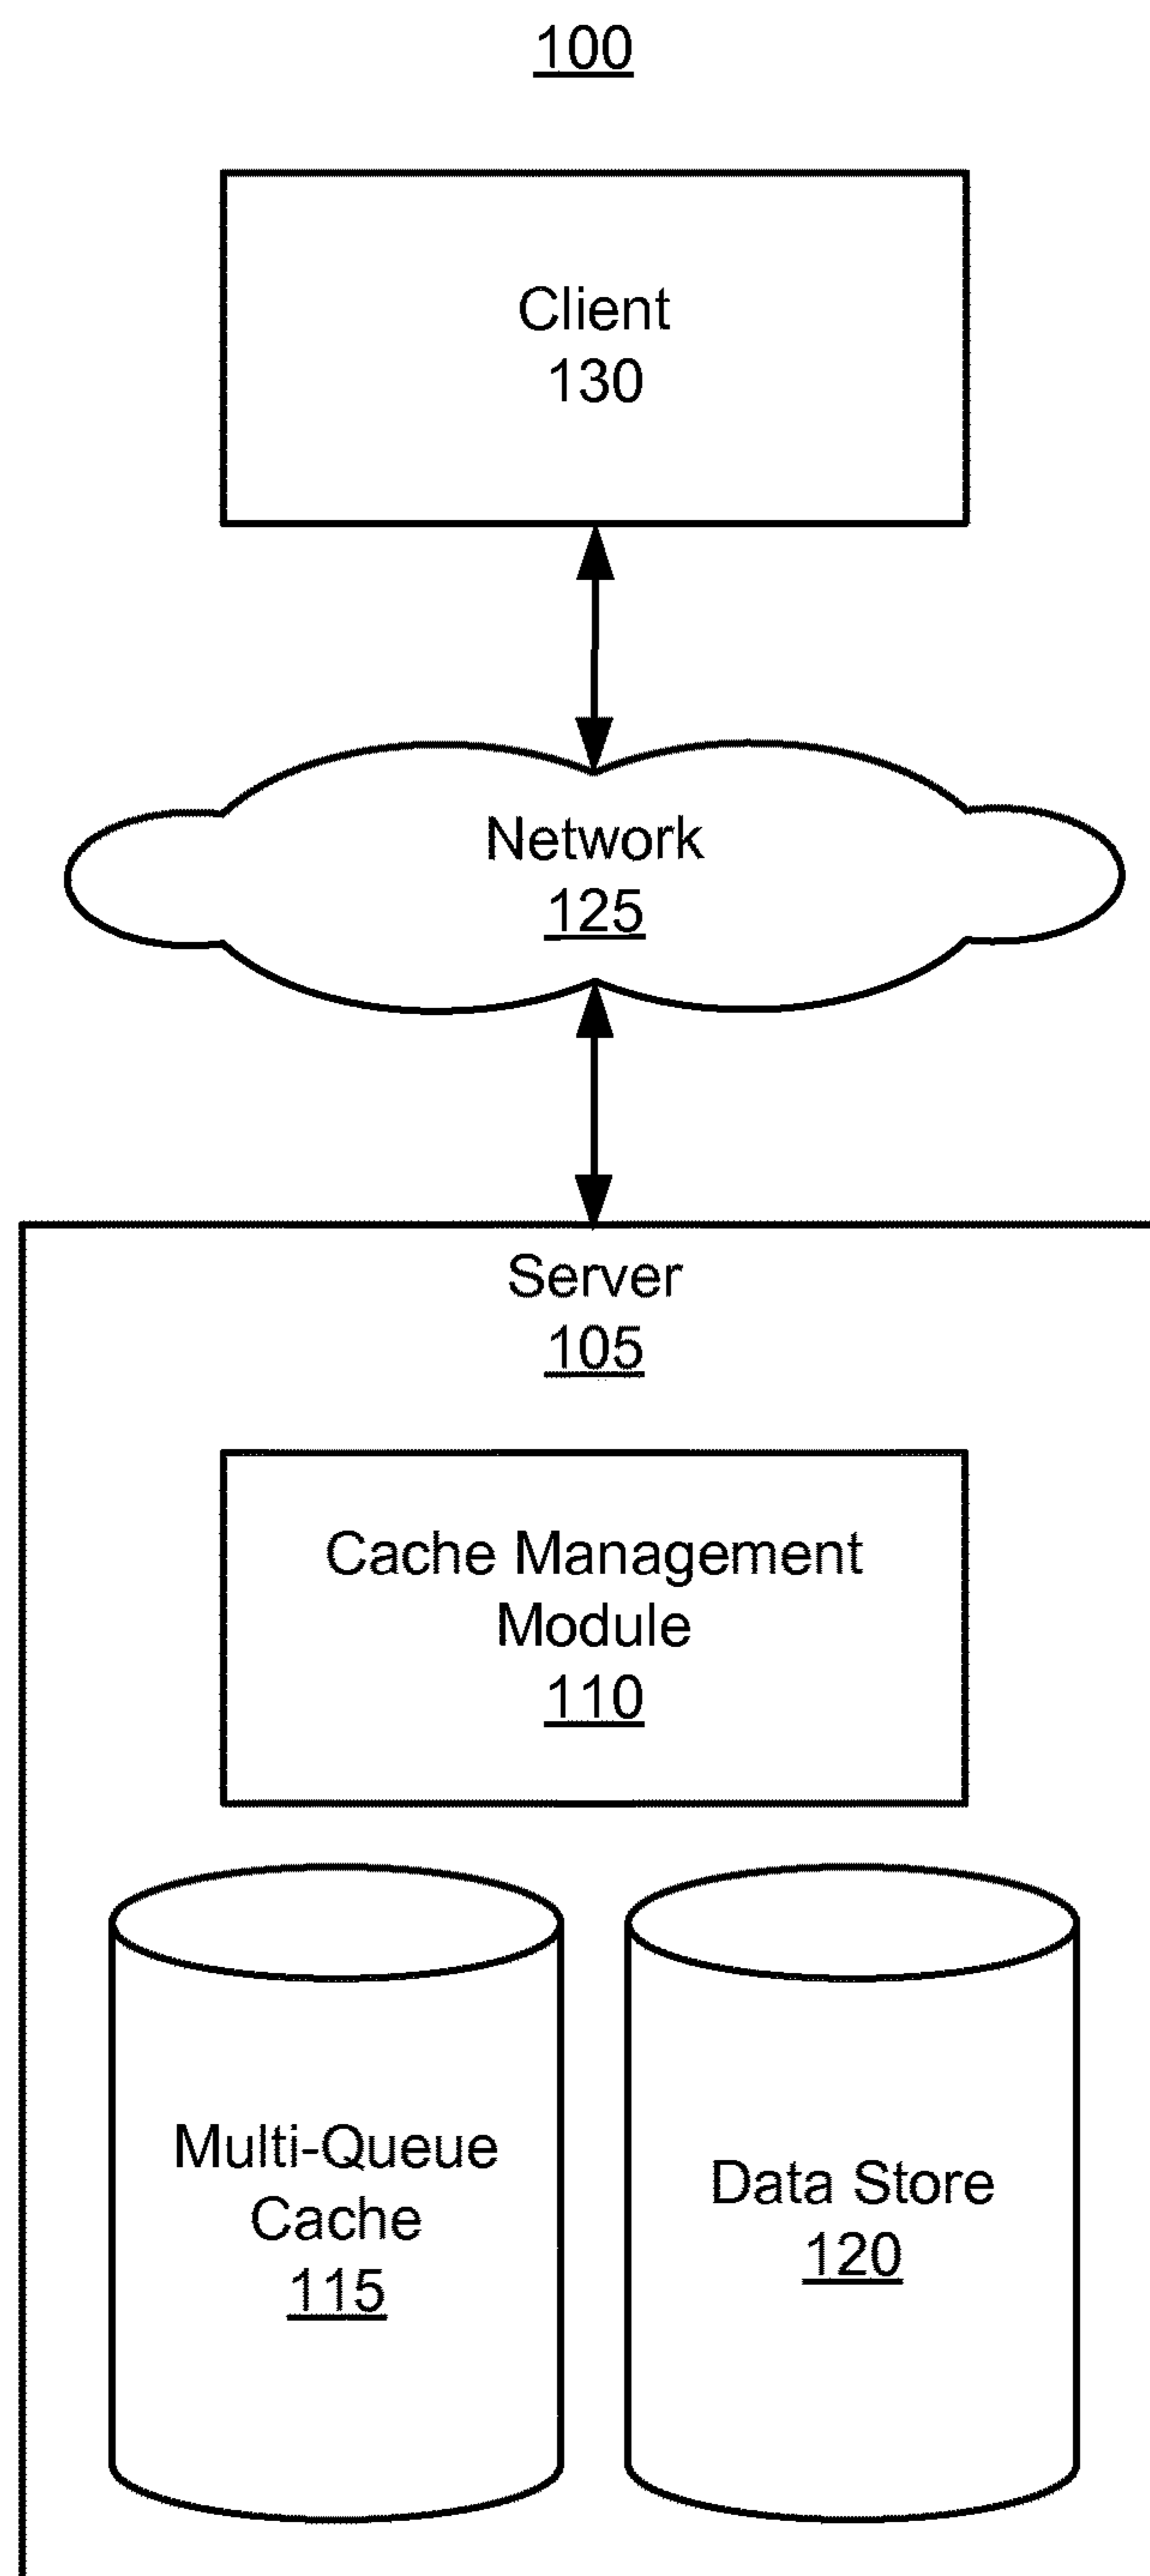 100
Client
130
Network
125
Server
105
Cache Management
Module
110
Multi-Queue
Cache
115
Data Store
120